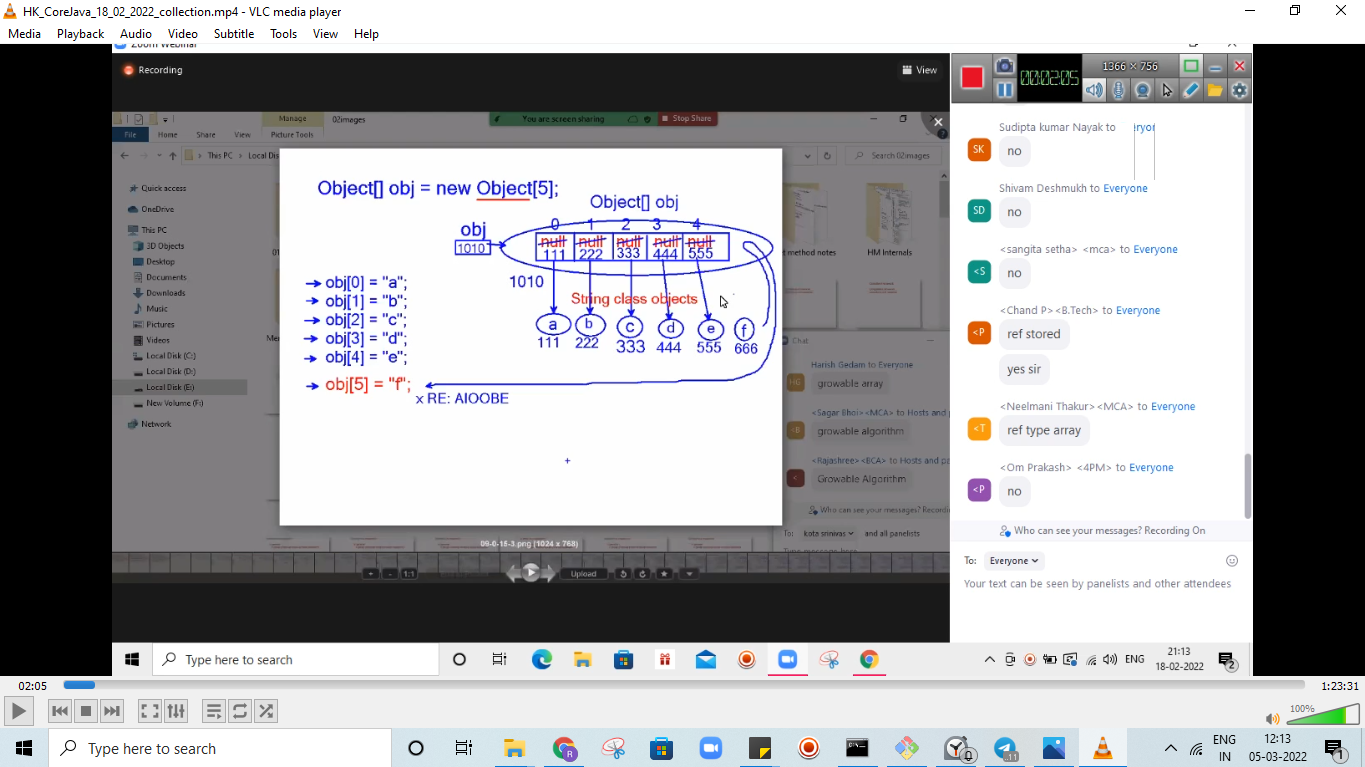 HK_CoreJava_18_02_2022_collection.mp4 - VLC media player
Media Playback Audio Video Subtitle Tools View Help
Zoom Webinar
Recording
View
1366 × 756
00:02:05
Manage
02images
You are screen sharing
Stop Share
File Home Share View Picture Tools
This PC
Search 02images
Quick access
OneDrive
This PC
3D Objects
Desktop
Documents
Downloads
Music
Pictures
Videos
Local Disk (C:)
Local Disk (D:)
Local Disk (E:)
New Volume (F:)
Network
Object[] obj = new Object[5];
Object[] obj
obj
0 1 2 3 4
1010
null null null null null
111 222 333 444 555
1010
obj[0] = "a";
obj[1] = "b";
obj[2] = "c";
obj[3] = "d";
obj[4] = "e";
obj[5] = "f";
x RE: AIOOBE
String class objects
a b c d e f
111 222 333 444 555 666
09-0-15-3.png (1024 x 768)
1:1
Upload
t method notes
HM Internals
Chat
Harish Gedam to Everyone
HG
growable array
<Sagar Bhoi> <MCA> to Hosts and
growable algorithm
<Rajashree> <BCA> to Hosts and
Growable Algorithm
Who can see your messages?
To: kota srinivas and all panelists
Sudipta kumar Nayak to
SK
no
Shivam Deshmukh to Everyone
SD
no
<sangita setha> <mca> to Everyone
<S
no
<Chand P> <B.Tech> to Everyone
<P
ref stored
yes sir
<Neelmani Thakur><MCA> to Everyone
<T
ref type array
<Om Prakash> <4PM> to Everyone
<P
no
Who can see your messages? Recording On
To: Everyone
Your text can be seen by panelists and other attendees
Type here to search
ENG
21:13
18-02-2022
2
02:05
1:23:31
100%
Type here to search
R
11
ENG
IN
12:13
05-03-2022
1